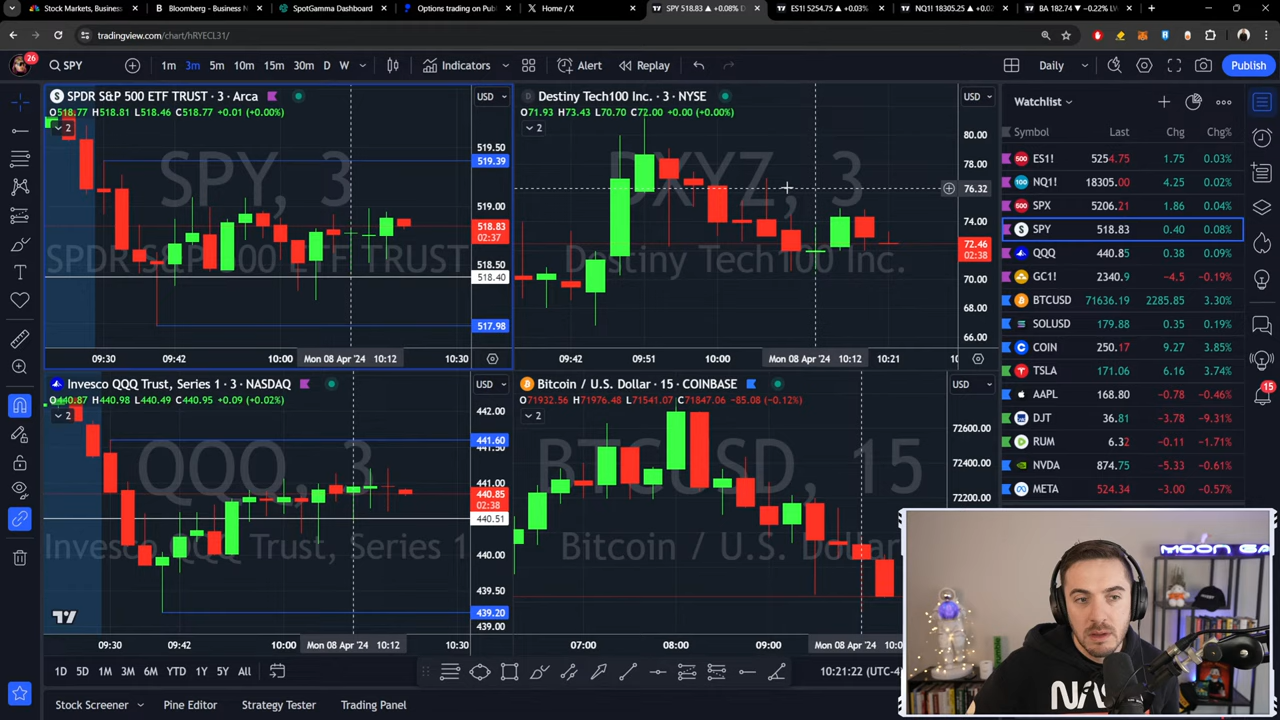 Stock Markets, Business
Bloomberg - Business N
SpotGamma Dashboard
Options trading on Publ
Home / X
SPY 518.83 ▲ +0.08% D
ES1! 5254.75 ▲ +0.03%
NQ1! 18305.25 ▲ +0.02
BA 182.74 ▼ −0.22%
tradingview.com/chart/hRYECL31/
26
SPY
1m 3m 5m 10m 15m 30m D W
Indicators
Alert
Replay
Daily
Publish
SPDR S&P 500 ETF TRUST · 3 · Arca
O518.77 H518.81 L518.46 C518.77 +0.01 (+0.00%)
2
SPY, 3
SPDR S&P 500 ETF TRUST
USD
519.50
519.39
519.00
518.83
02:37
518.50
518.40
517.98
09:30 09:42 10:00 Mon 08 Apr '24 10:12 10:30
Destiny Tech100 Inc. · 3 · NYSE
O71.93 H73.43 L70.70 C72.00 +0.00 (+0.00%)
2
DXYZ, 3
Destiny Tech100 Inc.
USD
80.00
78.00
76.32
74.00
72.46
02:38
70.00
68.00
66.00
09:42 09:51 10:00 Mon 08 Apr '24 10:12 10:21
Invesco QQQ Trust, Series 1 · 3 · NASDAQ
O440.87 H440.98 L440.49 C440.95 +0.09 (+0.02%)
2
QQQ, 3
Invesco QQQ Trust, Series 1
USD
442.00
441.60
441.50
441.00
440.85
02:38
440.51
440.00
439.50
439.20
439.00
09:30 09:42 10:00 Mon 08 Apr '24 10:12 10:30
Bitcoin / U.S. Dollar · 15 · COINBASE
O71932.56 H71976.48 L71541.07 C71847.06 −85.08 (−0.12%)
2
BTCUSD, 15
Bitcoin / U.S. Dollar
USD
72600.00
72400.00
72200.00
07:00 08:00 09:00 Mon 08 Apr '24
Watchlist
Symbol Last Chg Chg%
ES1! 5254.75 1.75 0.03%
NQ1! 18305.00 4.25 0.02%
SPX 5206.21 1.86 0.04%
SPY 518.83 0.40 0.08%
QQQ 440.85 0.38 0.09%
GC1! 2340.9 −4.5 −0.19%
BTCUSD 71636.19 2285.85 3.30%
SOLUSD 179.88 0.35 0.19%
COIN 250.17 9.27 3.85%
TSLA 171.06 6.16 3.74%
AAPL 168.80 −0.78 −0.46%
DJT 36.81 −3.78 −9.31%
RUM 6.32 −0.11 −1.71%
NVDA 874.75 −5.33 −0.61%
META 524.34 −3.00 −0.57%
15
1D 5D 1M 3M 6M YTD 1Y 5Y All
10:21:22 (UTC-4
Stock Screener
Pine Editor
Strategy Tester
Trading Panel
MOON GA
NAS